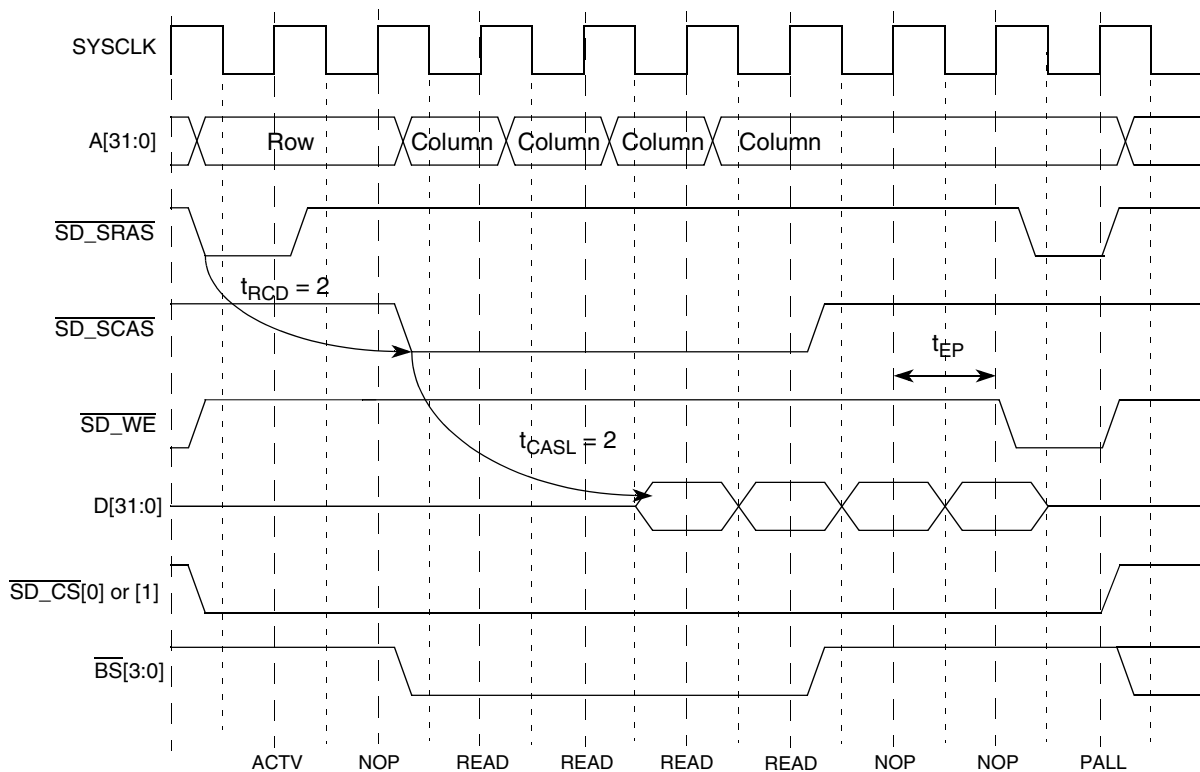 SYSCLK
A[31:0]
Row Column Column Column Column
SD_SRAS
tRCD = 2
SD_SCAS
tEP
SD_WE
tCASL = 2
D[31:0]
SD_CS[0] or [1]
BS[3:0]
ACTV NOP READ READ READ READ NOP NOP PALL